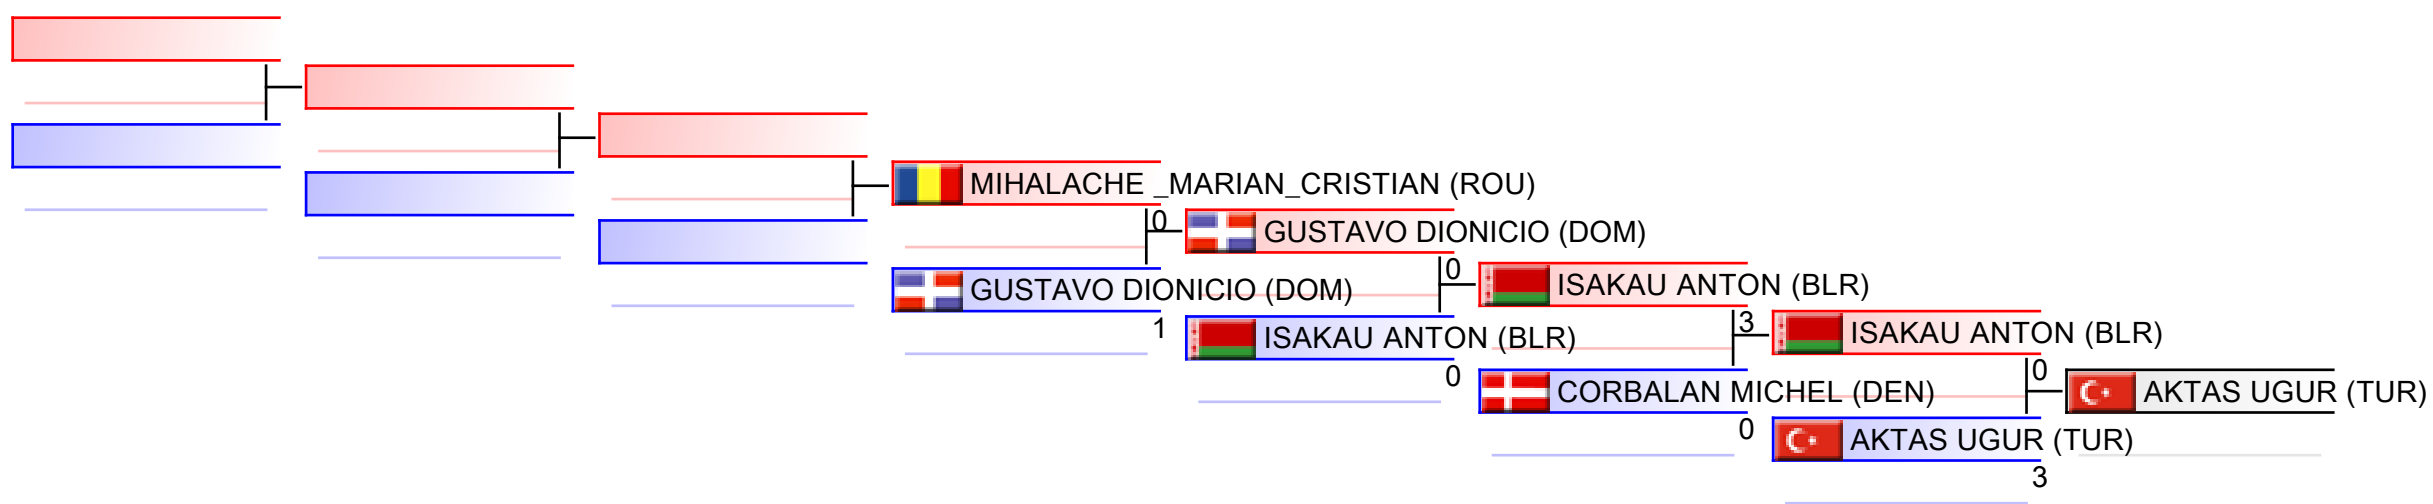 MIHALACHE _MARIAN_CRISTIAN (ROU)
0
GUSTAVO DIONICIO (DOM)
GUSTAVO DIONICIO (DOM)
1
0
ISAKAU ANTON (BLR)
ISAKAU ANTON (BLR)
0
3
ISAKAU ANTON (BLR)
CORBALAN MICHEL (DEN)
0
0
AKTAS UGUR (TUR)
AKTAS UGUR (TUR)
3